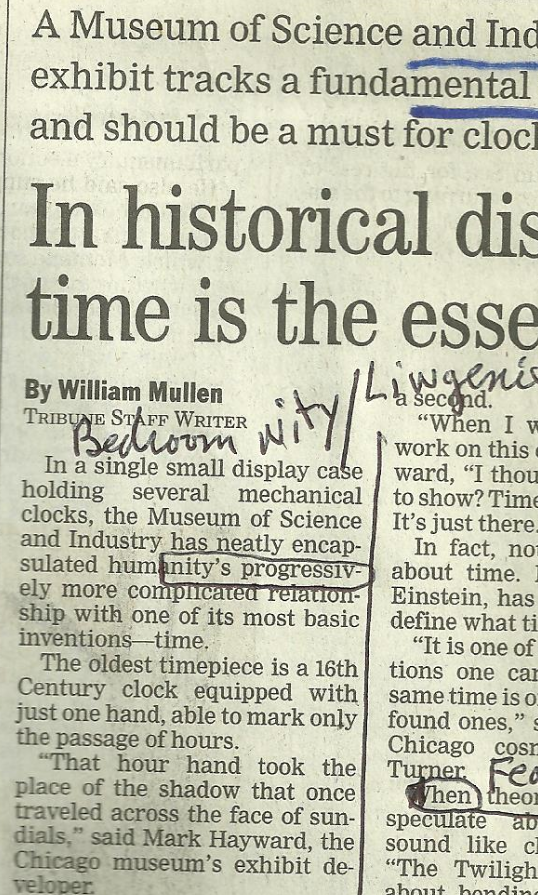 A Museum of Science and Ind
exhibit tracks a fundamental
and should be a must for cloc
In historical dis
time is the esse
By William Mullen
TRIBUNE STAFF WRITER
Bedroom nity/
In a single small display case
holding several mechanical
clocks, the Museum of Science
and Industry has neatly encap-
sulated humanity's progressiv-
ely more complicated relation-
ship with one of its most basic
inventions—time.
The oldest timepiece is a 16th
Century clock equipped with
just one hand, able to mark only
the passage of hours.
"That hour hand took the
place of the shadow that once
traveled across the face of sun-
dials," said Mark Hayward, the
Chicago museum's exhibit de-
veloper.
a second.
"When I w
work on this
ward, "I thou
to show? Time
It's just there.
In fact, no
about time.
Einstein, has
define what ti
"It is one of
tions one can
same time is o
found ones," s
Chicago cosm
Turner.
When theor
speculate ab
sound like cl
"The Twiligh
about bending